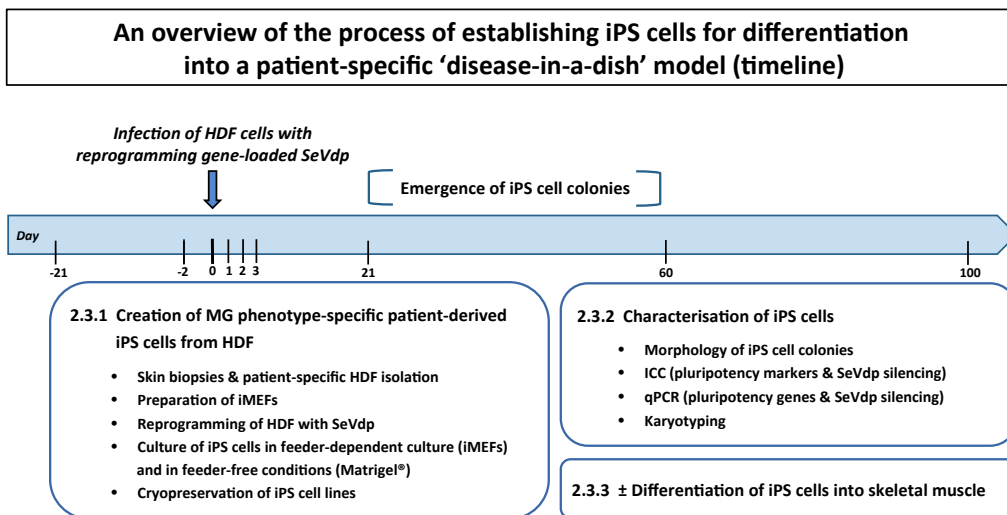 An overview of the process of establishing iPS cells for differentiation
into a patient-specific ‘disease-in-a-dish’ model (timeline)
Infection of HDF cells with
reprogramming gene-loaded SeVdp
Emergence of iPS cell colonies
Day
-21 -2 0 1 2 3 21 60 100
2.3.1 Creation of MG phenotype-specific patient-derived
iPS cells from HDF
• Skin biopsies & patient-specific HDF isolation
• Preparation of iMEFs
• Reprogramming of HDF with SeVdp
• Culture of iPS cells in feeder-dependent culture (iMEFs)
and in feeder-free conditions (Matrigel®)
• Cryopreservation of iPS cell lines
2.3.2 Characterisation of iPS cells
• Morphology of iPS cell colonies
• ICC (pluripotency markers & SeVdp silencing)
• qPCR (pluripotency genes & SeVdp silencing)
• Karyotyping
2.3.3 ± Differentiation of iPS cells into skeletal muscle